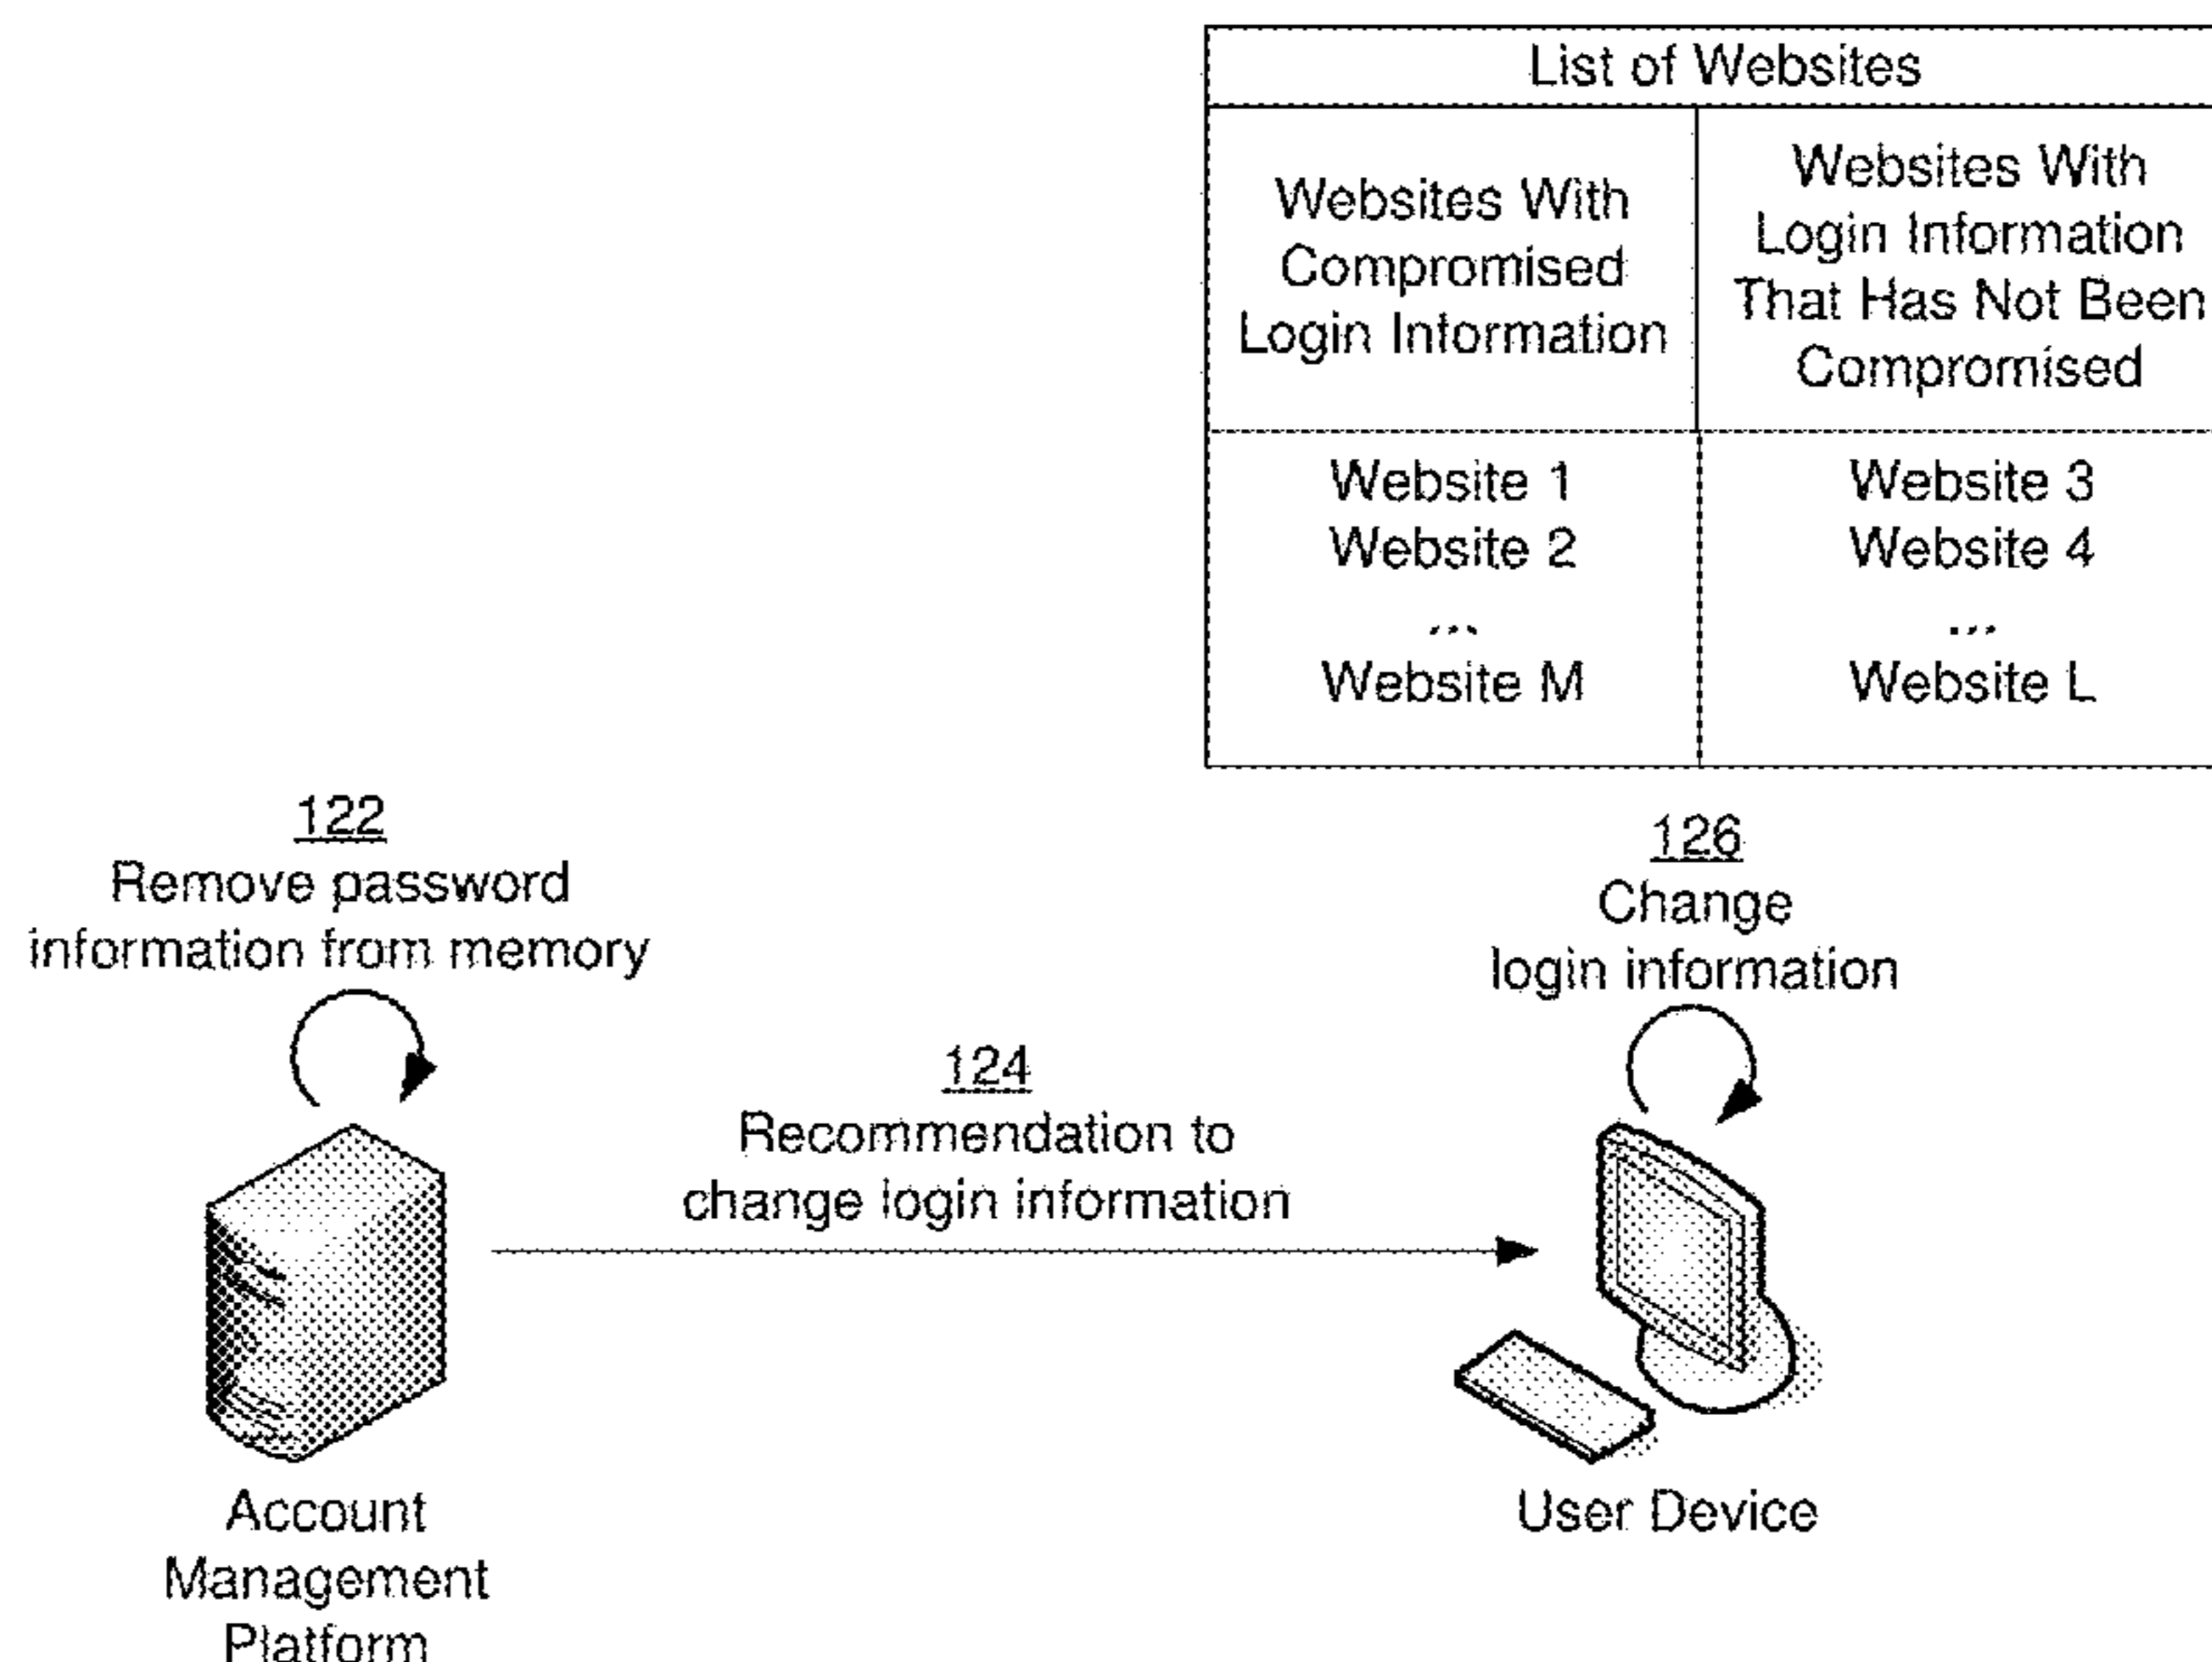 List of Websites
Websites With
Compromised
Login Information
Websites With
Login Information
That Has Not Been
Compromised
Website 1
Website 2
...
Website M
Website 3
Website 4
...
Website L
122
Remove password
information from memory
126
Change
login information
124
Recommendation to
change login information
Account
Management
Platform
User Device